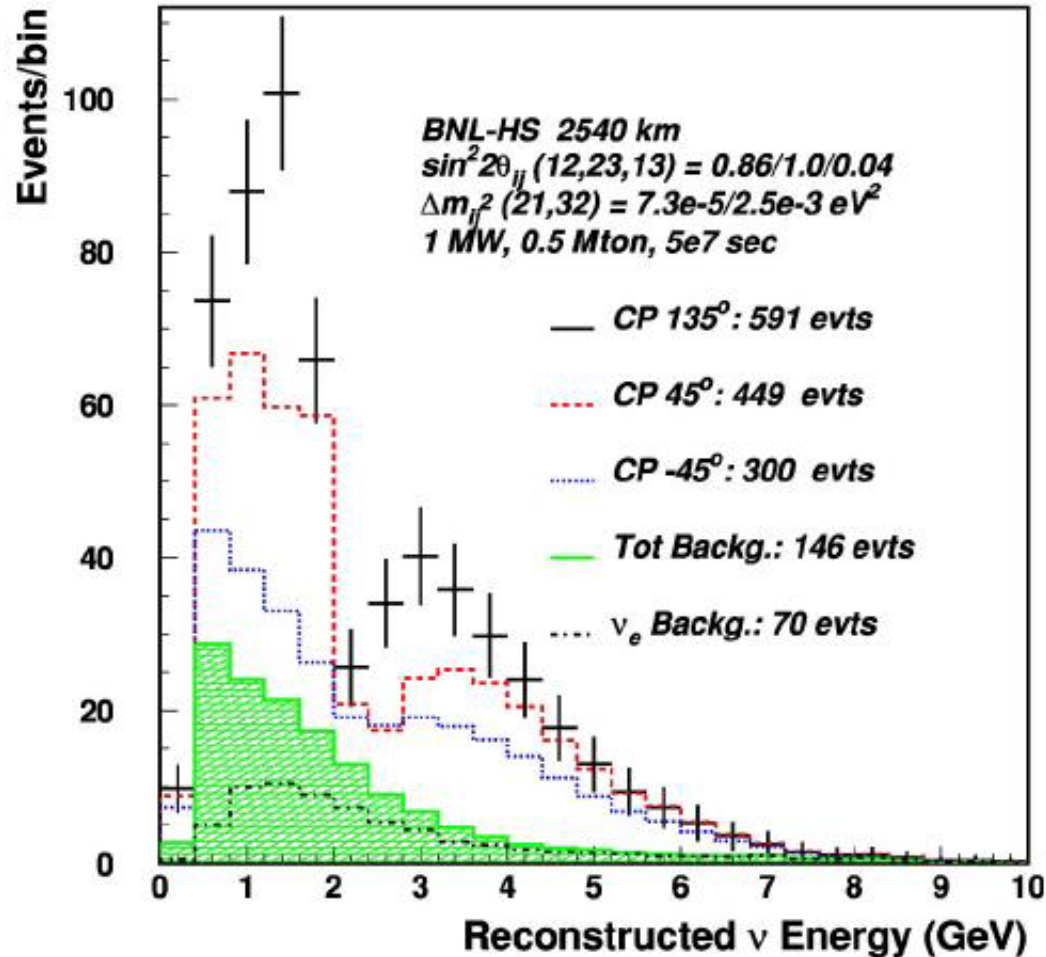 Events/bin
100
80
60
40
20
0
BNL-HS 2540 km
sin²2θij (12,23,13) = 0.86/1.0/0.04
Δmij² (21,32) = 7.3e-5/2.5e-3 eV²
1 MW, 0.5 Mton, 5e7 sec
CP 135°: 591 evts
CP 45°: 449 evts
CP -45°: 300 evts
Tot Backg.: 146 evts
νe Backg.: 70 evts
0 1 2 3 4 5 6 7 8 9 10
Reconstructed ν Energy (GeV)